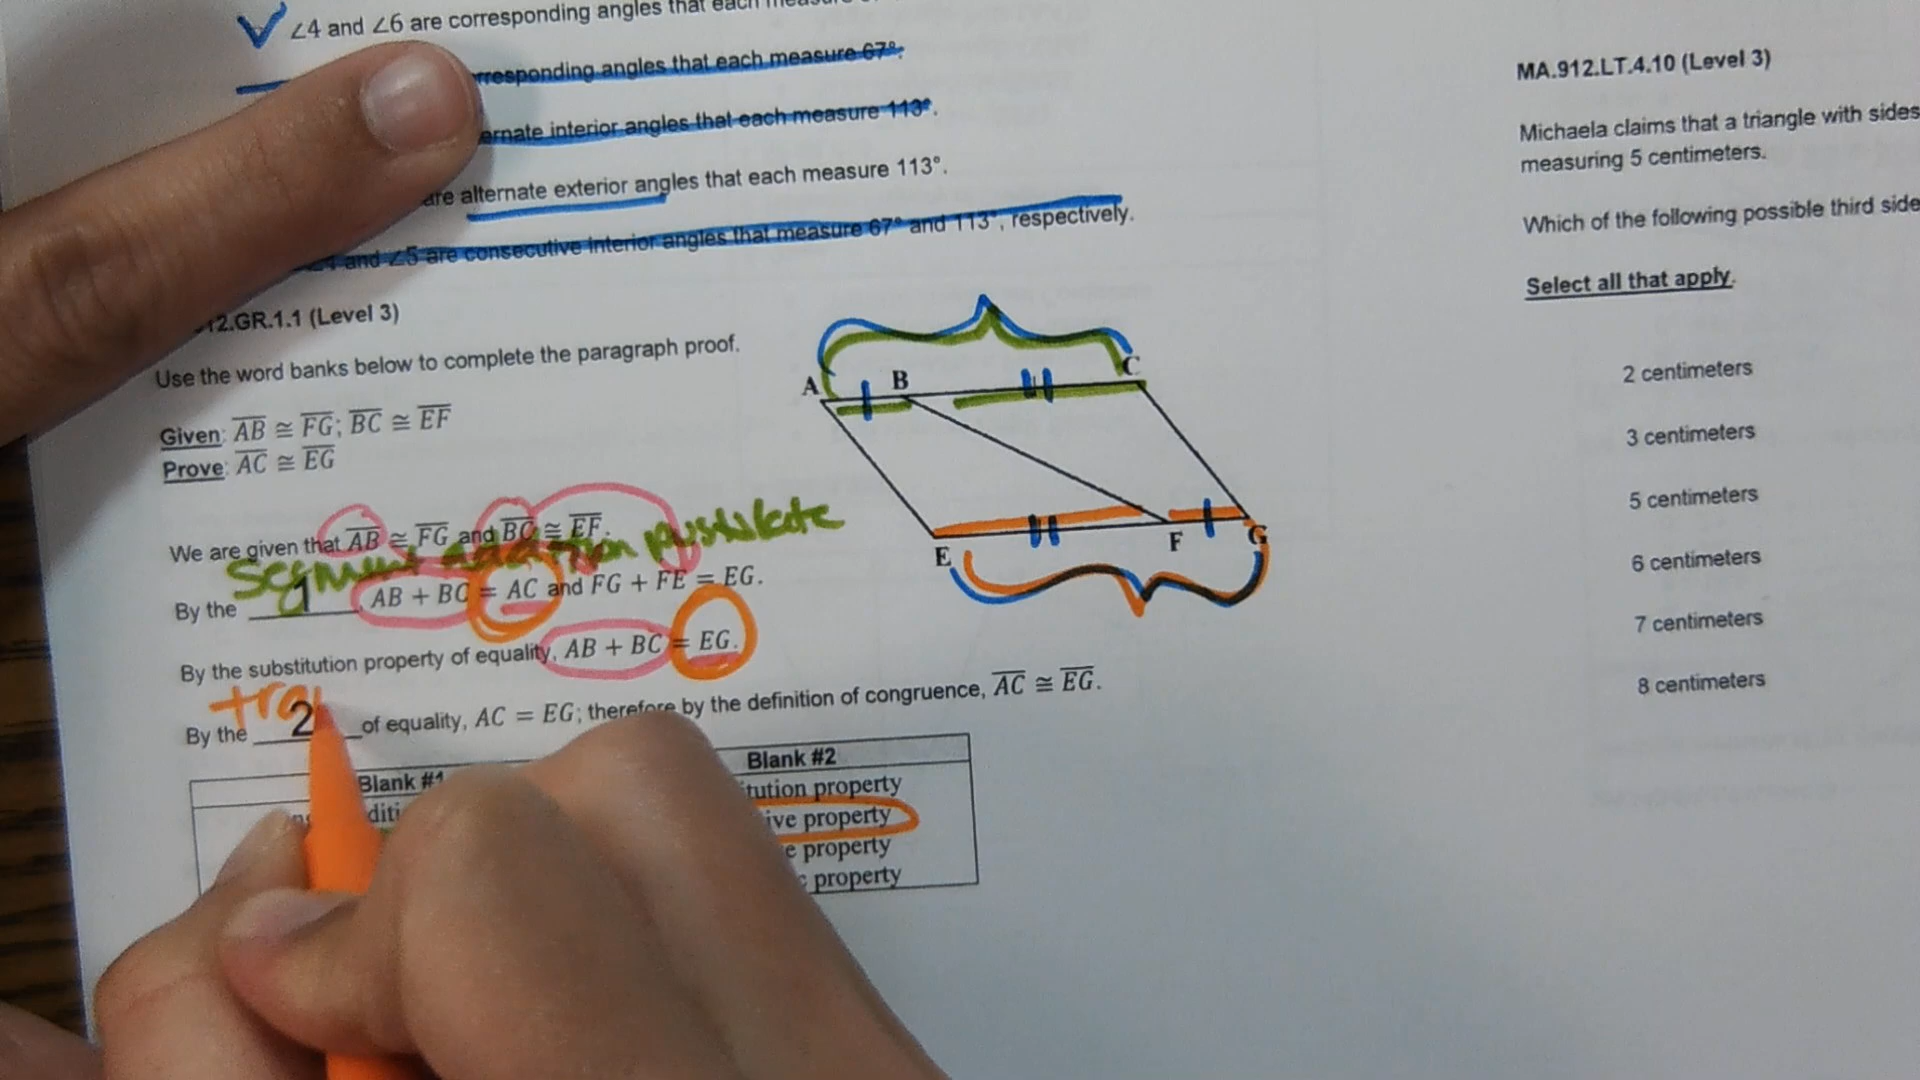 ∠4 and ∠6 are corresponding angles that each
corresponding angles that each measure 67°.
alternate interior angles that each measure 113°.
are alternate exterior angles that each measure 113°.
∠4 and ∠5 are consecutive interior angles that measure 67° and 113°, respectively.
12.GR.1.1 (Level 3)
Use the word banks below to complete the paragraph proof.
Given: AB ≅ FG; BC ≅ EF
Prove: AC ≅ EG
We are given that AB ≅ FG and BC ≅ EF.
Segment addition
By the 1 AB + BC = AC and FG + FE = EG.
By the substitution property of equality, AB + BC = EG.
tra
By the 2 of equality, AC = EG; therefore by the definition of congruence, AC ≅ EG.
Blank #1 Blank #2
property
property
property
property
A B C
E F G
MA.912.LT.4.10 (Level 3)
Michaela claims that a triangle with sides
measuring 5 centimeters.
Which of the following possible third side
Select all that apply.
2 centimeters
3 centimeters
5 centimeters
6 centimeters
7 centimeters
8 centimeters